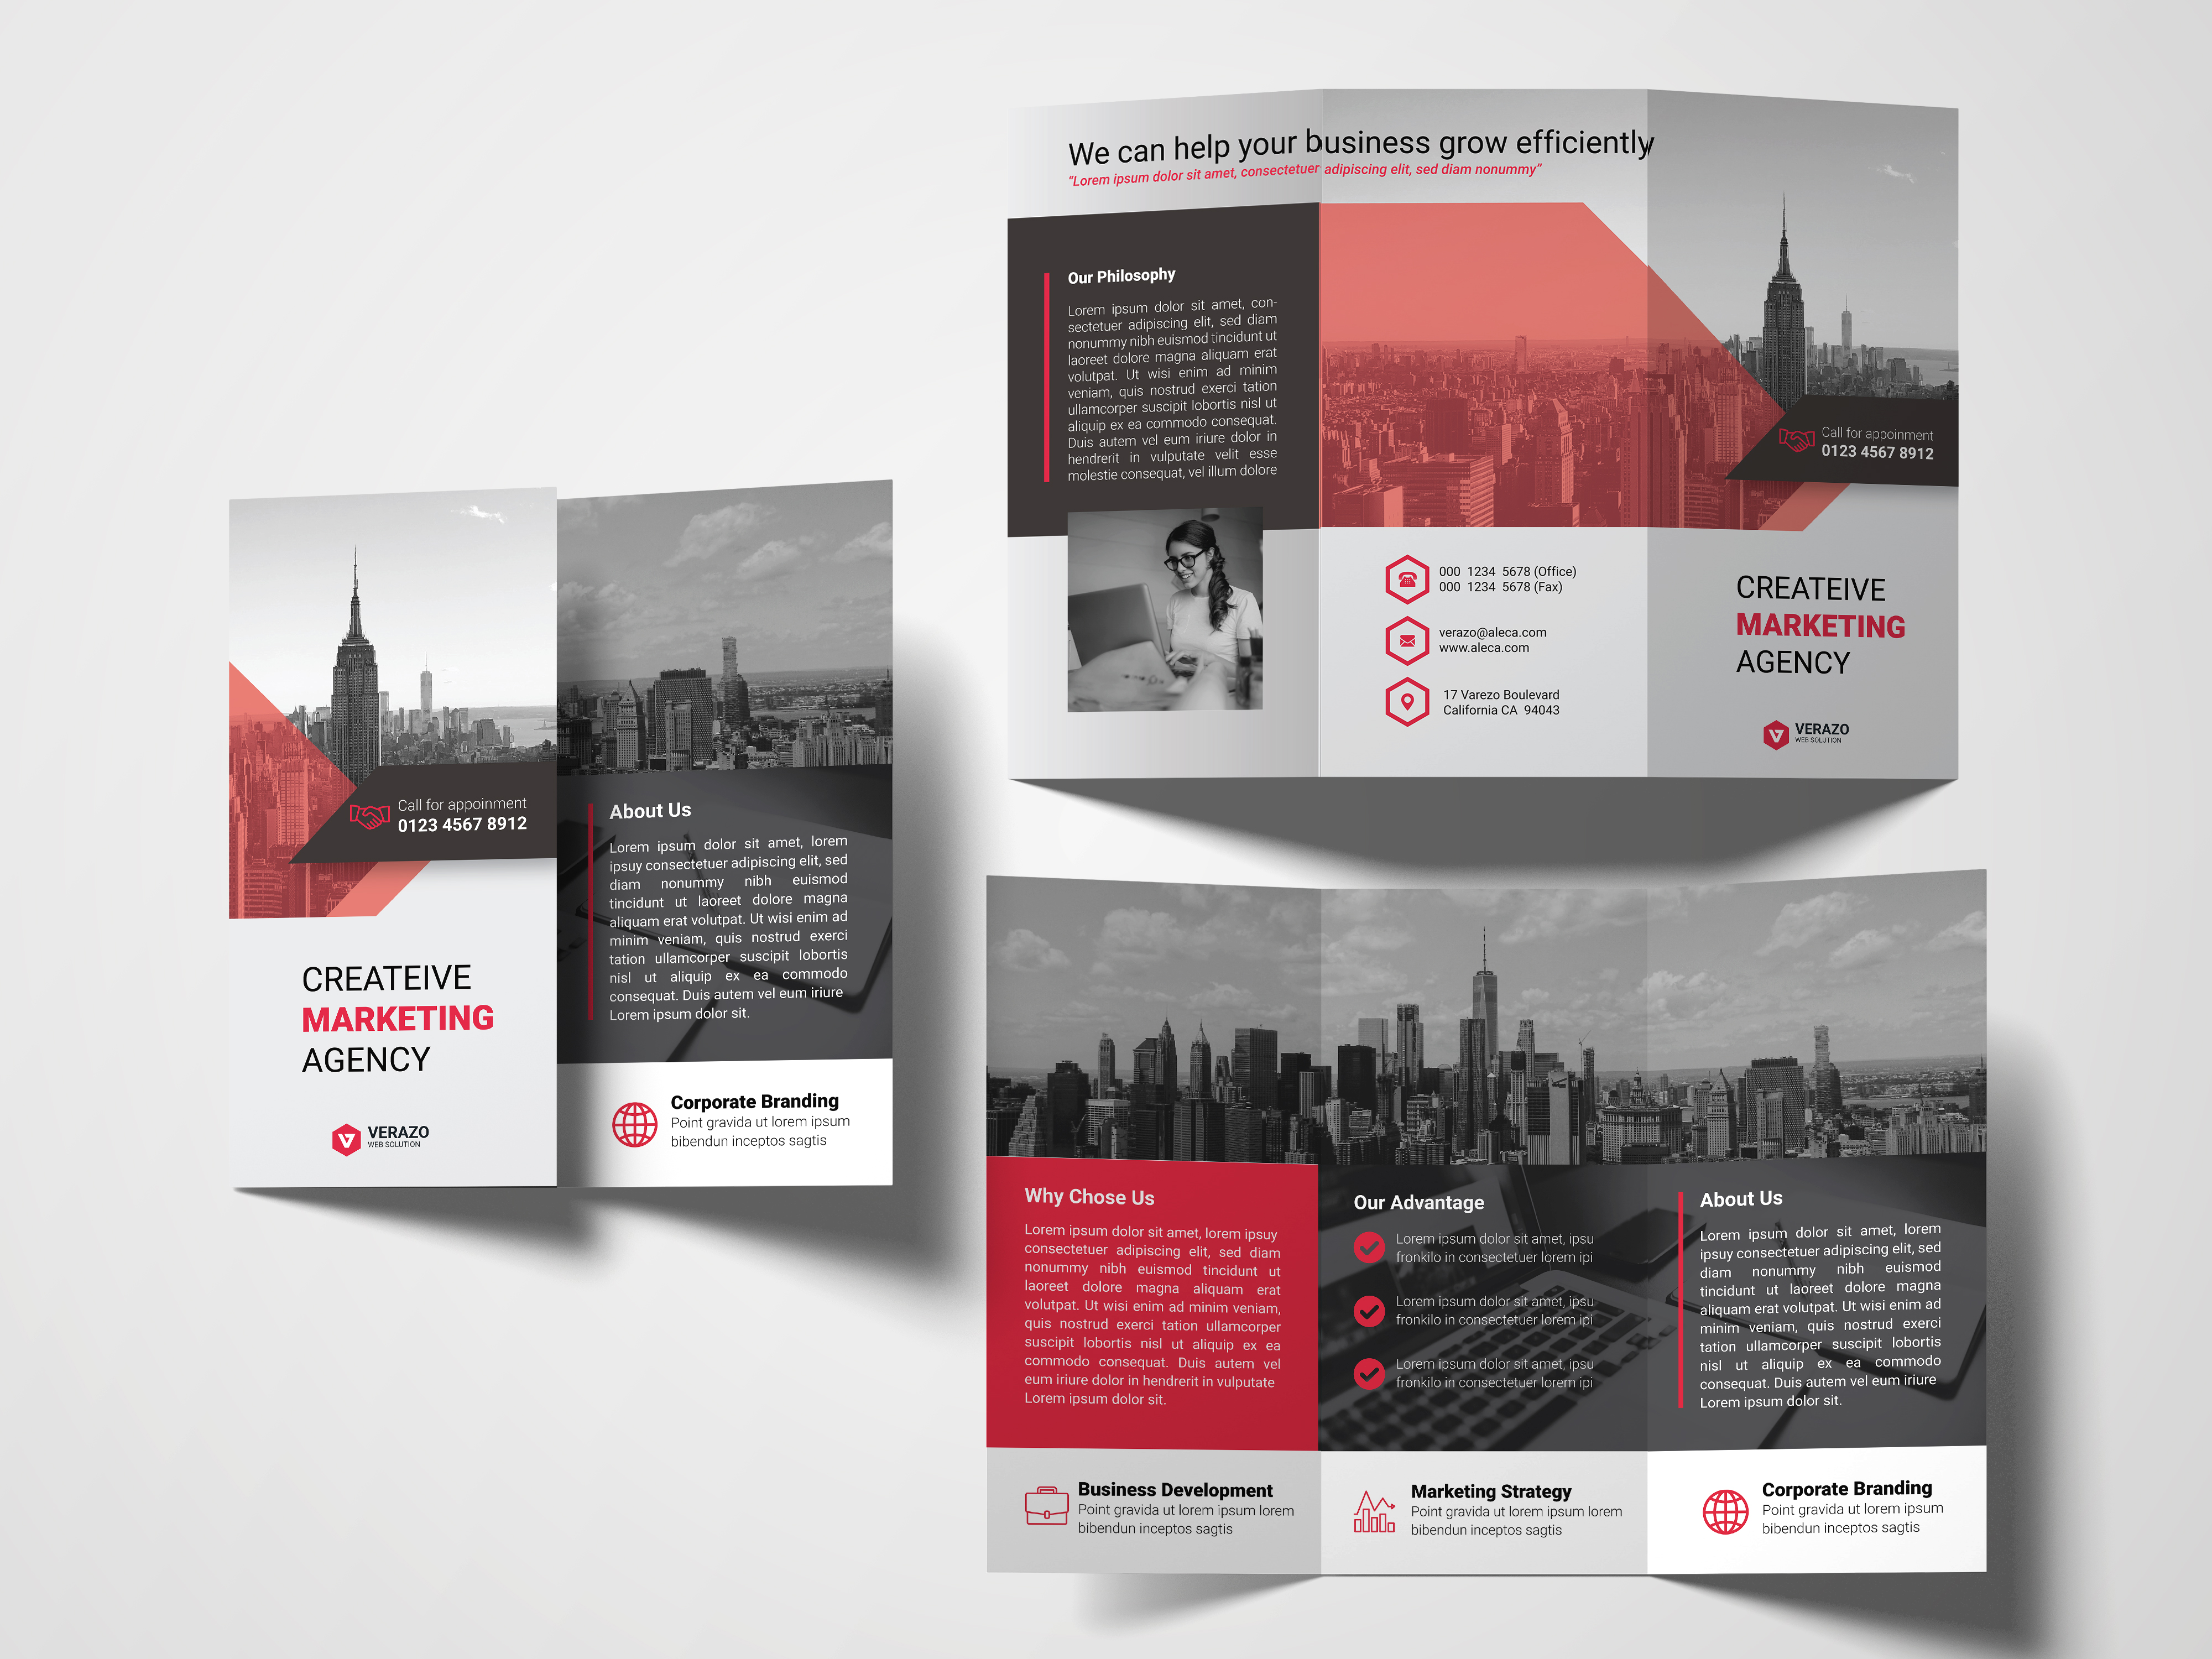 CREATEIVE
MARKETING
AGENCY
Call for appoinment
0123 4567 8912
VERAZO
WEB SOLUTION
About Us
Lorem ipsum dolor sit amet, lorem
ipsuy consectetuer adipiscing elit, sed
diam nonummy nibh euismod
tincidunt ut laoreet dolore magna
aliquam erat volutpat. Ut wisi enim ad
minim veniam, quis nostrud exerci
tation ullamcorper suscipit lobortis
nisl ut aliquip ex ea commodo
consequat. Duis autem vel eum iriure
Lorem ipsum dolor sit.
Corporate Branding
Point gravida ut lorem ipsum
bibendun inceptos sagtis
We can help your business grow efficiently
“Lorem ipsum dolor sit amet, consectetuer adipiscing elit, sed diam nonummy”
Our Philosophy
Lorem ipsum dolor sit amet, con-
sectetuer adipiscing elit, sed diam
nonummy nibh euismod tincidunt ut
laoreet dolore magna aliquam erat
volutpat. Ut wisi enim ad minim
veniam, quis nostrud exerci tation
ullamcorper suscipit lobortis nisl ut
aliquip ex ea commodo consequat.
Duis autem vel eum iriure dolor in
hendrerit in vulputate velit esse
molestie consequat, vel illum dolore
000 1234 5678 (Office)
000 1234 5678 (Fax)
verazo@aleca.com
www.aleca.com
17 Varezo Boulevard
California CA 94043
Call for appoinment
0123 4567 8912
CREATEIVE
MARKETING
AGENCY
VERAZO
WEB SOLUTION
Why Chose Us
Lorem ipsum dolor sit amet, lorem ipsuy
consectetuer adipiscing elit, sed diam
nonummy nibh euismod tincidunt ut
laoreet dolore magna aliquam erat
volutpat. Ut wisi enim ad minim veniam,
quis nostrud exerci tation ullamcorper
suscipit lobortis nisl ut aliquip ex ea
commodo consequat. Duis autem vel
eum iriure dolor in hendrerit in vulputate
Lorem ipsum dolor sit.
Business Development
Point gravida ut lorem ipsum lorem
bibendun inceptos sagtis
Our Advantage
Lorem ipsum dolor sit amet, ipsu
fronkilo in consectetuer lorem ipi
Lorem ipsum dolor sit amet, ipsu
fronkilo in consectetuer lorem ipi
Lorem ipsum dolor sit amet, ipsu
fronkilo in consectetuer lorem ipi
Marketing Strategy
Point gravida ut lorem ipsum lorem
bibendun inceptos sagtis
About Us
Lorem ipsum dolor sit amet, lorem
ipsuy consectetuer adipiscing elit, sed
diam nonummy nibh euismod
tincidunt ut laoreet dolore magna
aliquam erat volutpat. Ut wisi enim ad
minim veniam, quis nostrud exerci
tation ullamcorper suscipit lobortis
nisl ut aliquip ex ea commodo
consequat. Duis autem vel eum iriure
Lorem ipsum dolor sit.
Corporate Branding
Point gravida ut lorem ipsum
bibendun inceptos sagtis